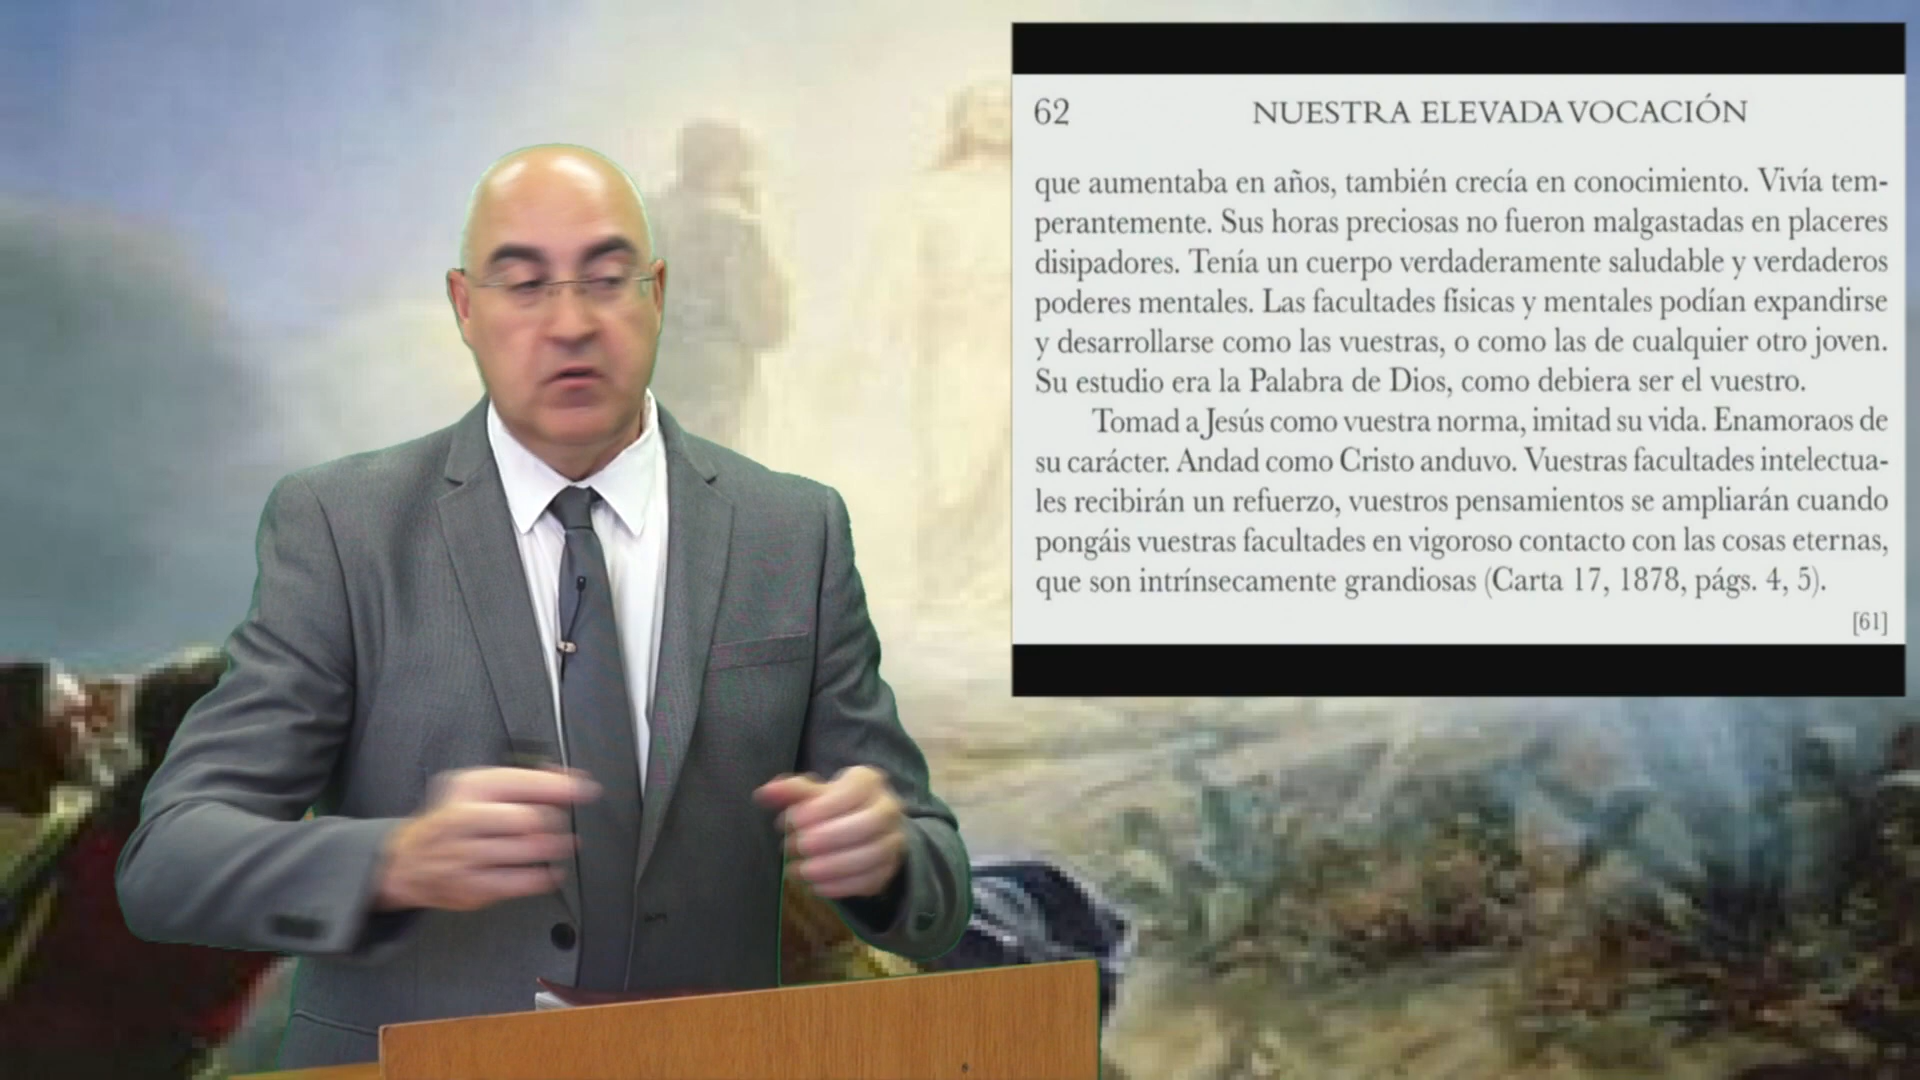 62 NUESTRA ELEVADA VOCACIÓN
que aumentaba en años, también crecía en conocimiento. Vivía tem-
perantemente. Sus horas preciosas no fueron malgastadas en placeres
disipadores. Tenía un cuerpo verdaderamente saludable y verdaderos
poderes mentales. Las facultades físicas y mentales podían expandirse
y desarrollarse como las vuestras, o como las de cualquier otro joven.
Su estudio era la Palabra de Dios, como debiera ser el vuestro.
Tomad a Jesús como vuestra norma, imitad su vida. Enamoraos de
su carácter. Andad como Cristo anduvo. Vuestras facultades intelectua-
les recibirán un refuerzo, vuestros pensamientos se ampliarán cuando
pongáis vuestras facultades en vigoroso contacto con las cosas eternas,
que son intrínsecamente grandiosas (Carta 17, 1878, págs. 4, 5).
[61]